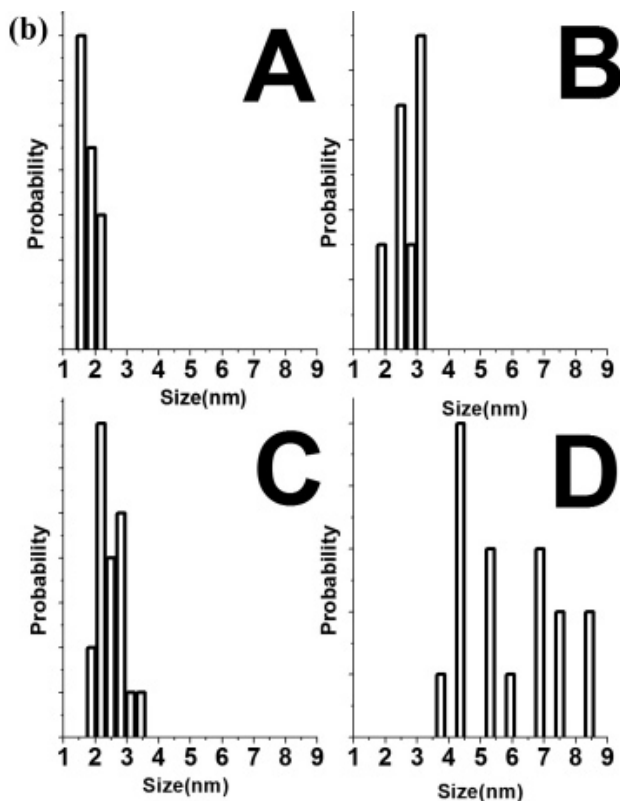 (b)
A
Probability
1 2 3 4 5 6 7 8 9
Size(nm)
B
Probability
1 2 3 4 5 6 7 8 9
Size(nm)
C
Probability
1 2 3 4 5 6 7 8 9
Size(nm)
D
Probability
1 2 3 4 5 6 7 8 9
Size(nm)